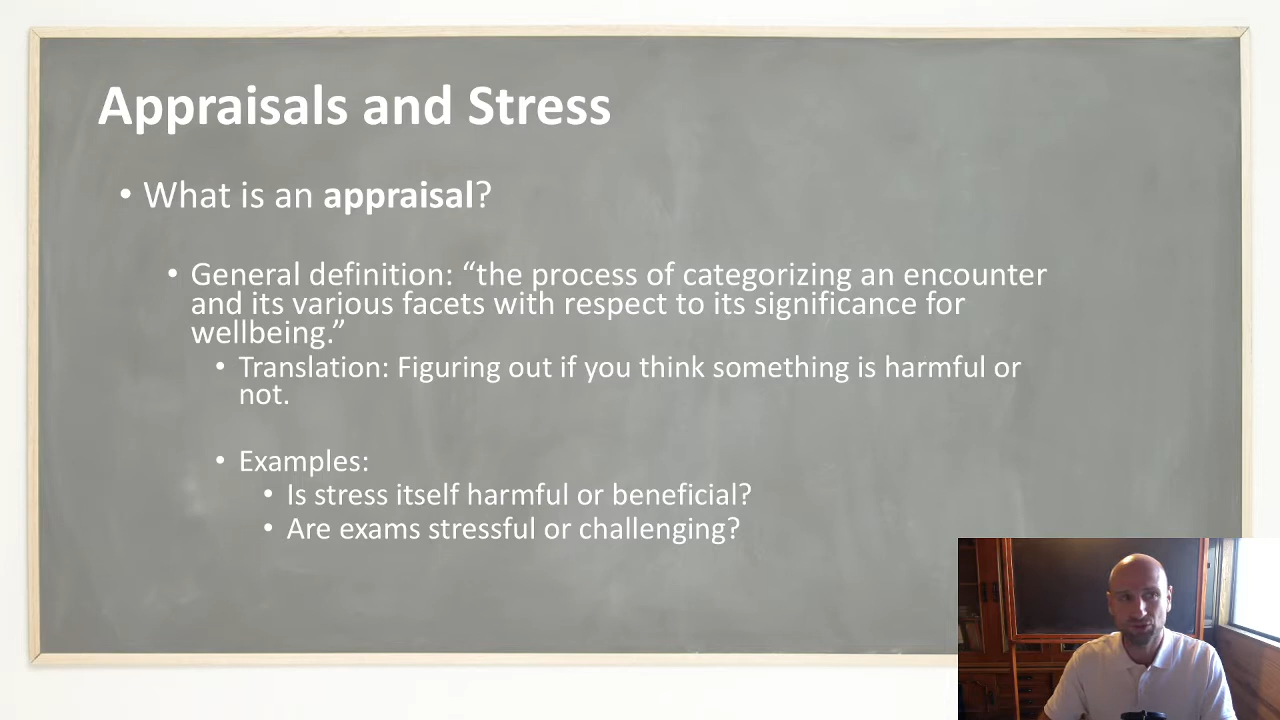 Appraisals and Stress
• What is an appraisal?
• General definition: “the process of categorizing an encounter
and its various facets with respect to its significance for
wellbeing.”
• Translation: Figuring out if you think something is harmful or
not.
• Examples:
• Is stress itself harmful or beneficial?
• Are exams stressful or challenging?